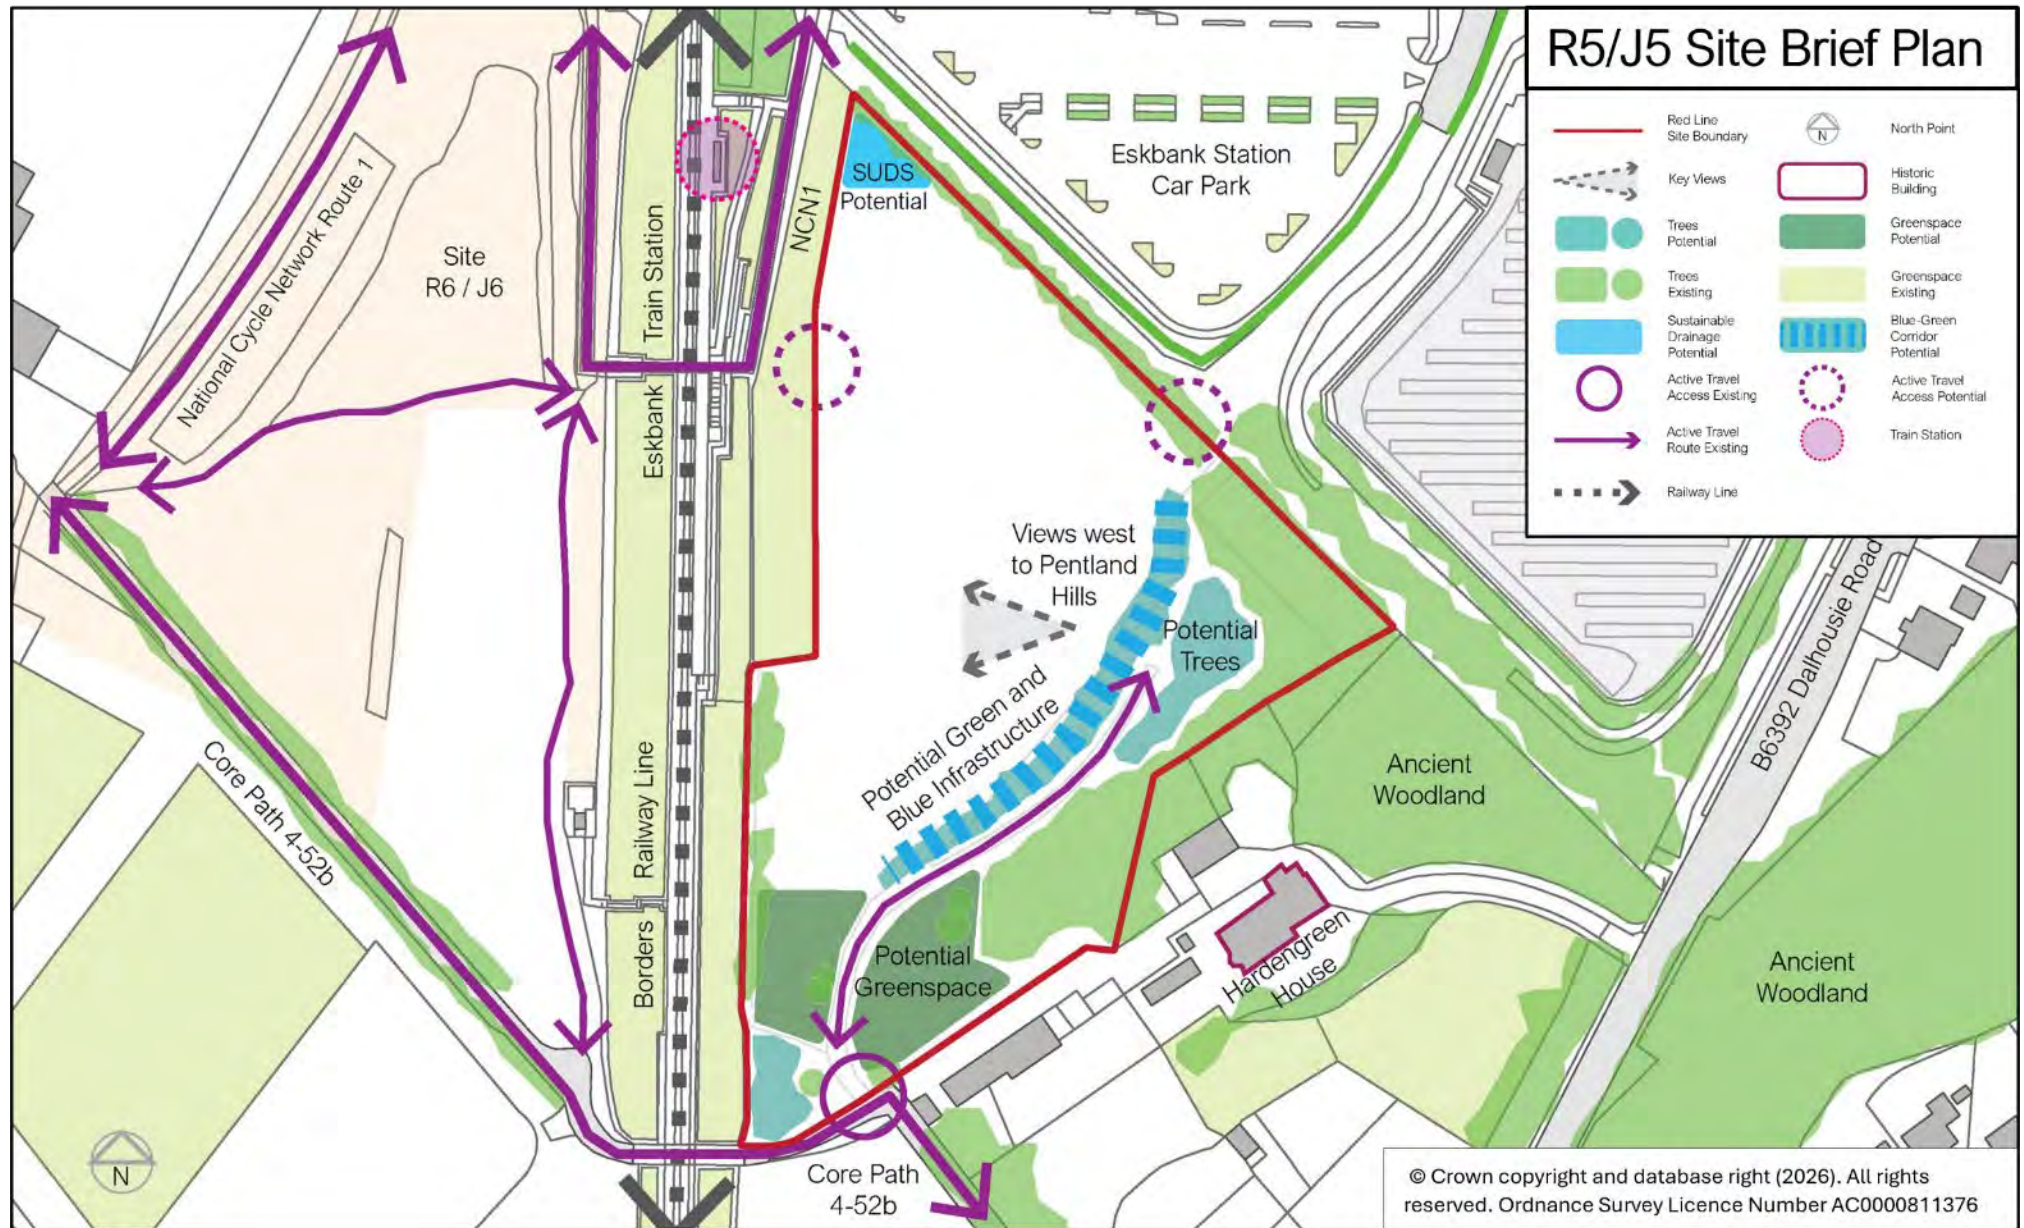 R5/J5 Site Brief Plan
Red Line
Site Boundary
North Point
N
Key Views
Historic
Building
Trees
Potential
Greenspace
Potential
Trees
Existing
Greenspace
Existing
Sustainable
Drainage
Potential
Blue-Green
Corridor
Potential
Active Travel
Access Existing
Active Travel
Access Potential
Active Travel
Route Existing
Train Station
Railway Line
Eskbank Station
Car Park
SUDS
Potential
NCN1
Eskbank Train Station
National Cycle Network Route 1
Site
R6 / J6
Views west
to Pentland
Hills
Potential
Trees
Potential Green and
Blue Infrastructure
B6392 Dalhousie Road
Ancient
Woodland
Core Path 4-52b
Borders Railway Line
Potential
Greenspace
Hardengreen
House
Ancient
Woodland
N
Core Path
4-52b
© Crown copyright and database right (2026). All rights
reserved. Ordnance Survey Licence Number AC0000811376